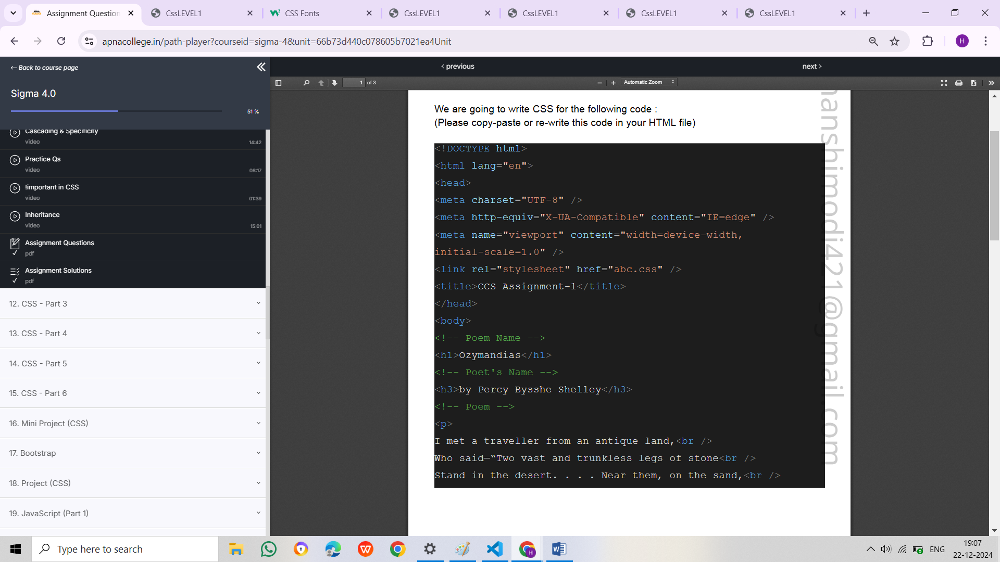 Assignment Question
CssLEVEL1
CSS Fonts
CssLEVEL1
CssLEVEL1
CssLEVEL1
CssLEVEL1
apnacollege.in/path-player?courseid=sigma-4&unit=66b73d440c078605b7021ea4Unit
H
←Back to course page
Sigma 4.0
51 %
Cascading & Specificity
video
14:42
Practice Qs
video
06:17
!important in CSS
video
01:39
Inheritance
video
15:01
Assignment Questions
pdf
Assignment Solutions
pdf
12. CSS - Part 3
13. CSS - Part 4
14. CSS - Part 5
15. CSS - Part 6
16. Mini Project (CSS)
17. Bootstrap
18. Project (CSS)
19. JavaScript (Part 1)
‹ previous
next ›
1 of 3
Automatic Zoom
We are going to write CSS for the following code :
(Please copy-paste or re-write this code in your HTML file)
<!DOCTYPE html>
<html lang="en">
<head>
<meta charset="UTF-8" />
<meta http-equiv="X-UA-Compatible" content="IE=edge" />
<meta name="viewport" content="width=device-width,
initial-scale=1.0" />
<link rel="stylesheet" href="abc.css" />
<title>CCS Assignment-1</title>
</head>
<body>
<!-- Poem Name -->
<h1>Ozymandias</h1>
<!-- Poet's Name -->
<h3>by Percy Bysshe Shelley</h3>
<!-- Poem -->
<p>
I met a traveller from an antique land,<br />
Who said—“Two vast and trunkless legs of stone<br />
Stand in the desert. . . . Near them, on the sand,<br />
anshimodi421@gmail.com
Type here to search
ENG
19:07
22-12-2024